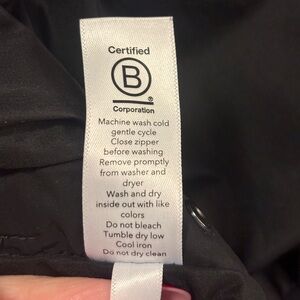 Certified
B
®
Corporation
Machine wash cold
gentle cycle
Close zipper
before washing
Remove promptly
from washer and
dryer
Wash and dry
inside out with like
colors
Do not bleach
Tumble dry low
Cool iron
Do not dry clean